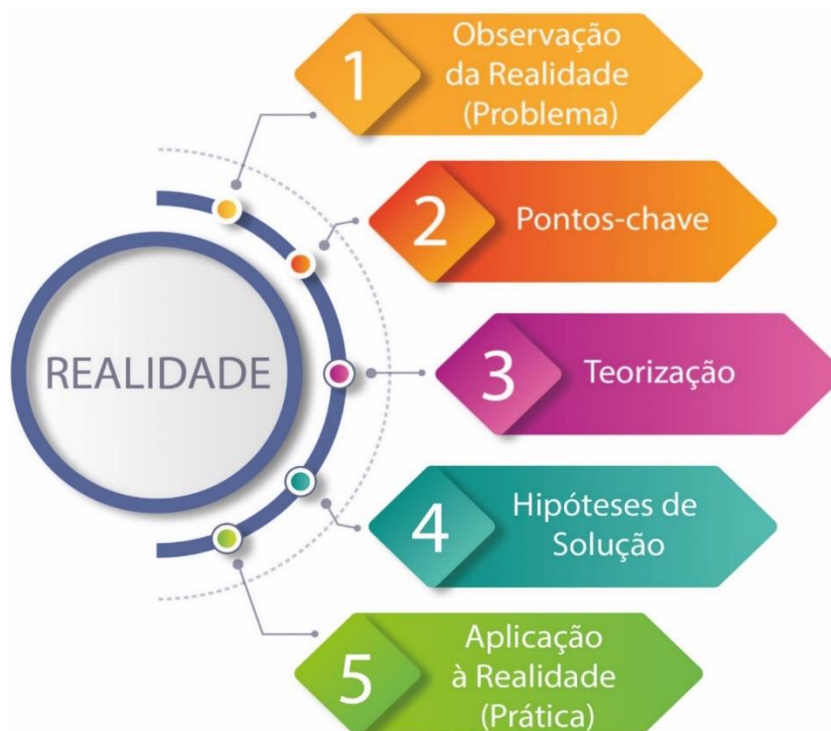 REALIDADE
1
Observação
da Realidade
(Problema)
2
Pontos-chave
3
Teorização
4
Hipóteses de
Solução
5
Aplicação
à Realidade
(Prática)